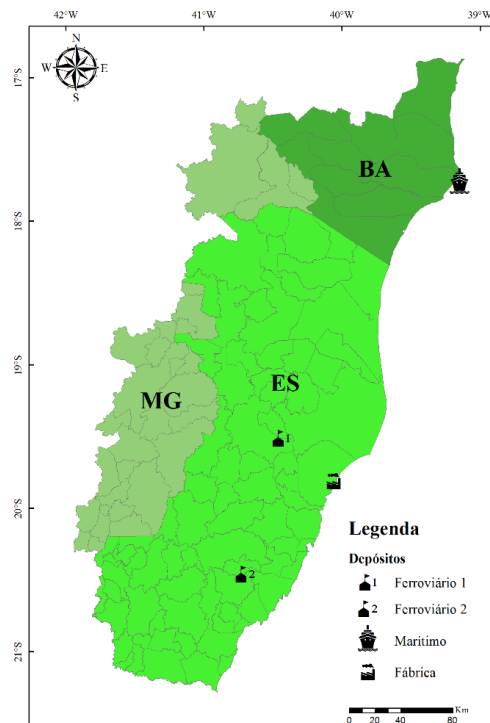 42°W 41°W 40°W 39°W
N
W E
S
17°S
BA
18°S
19°S
ES
MG
1
20°S
Legenda
Depósitos
1 Ferroviário 1
2
2 Ferroviário 2
Marítimo
21°S
Fábrica
Km
0 20 40 80